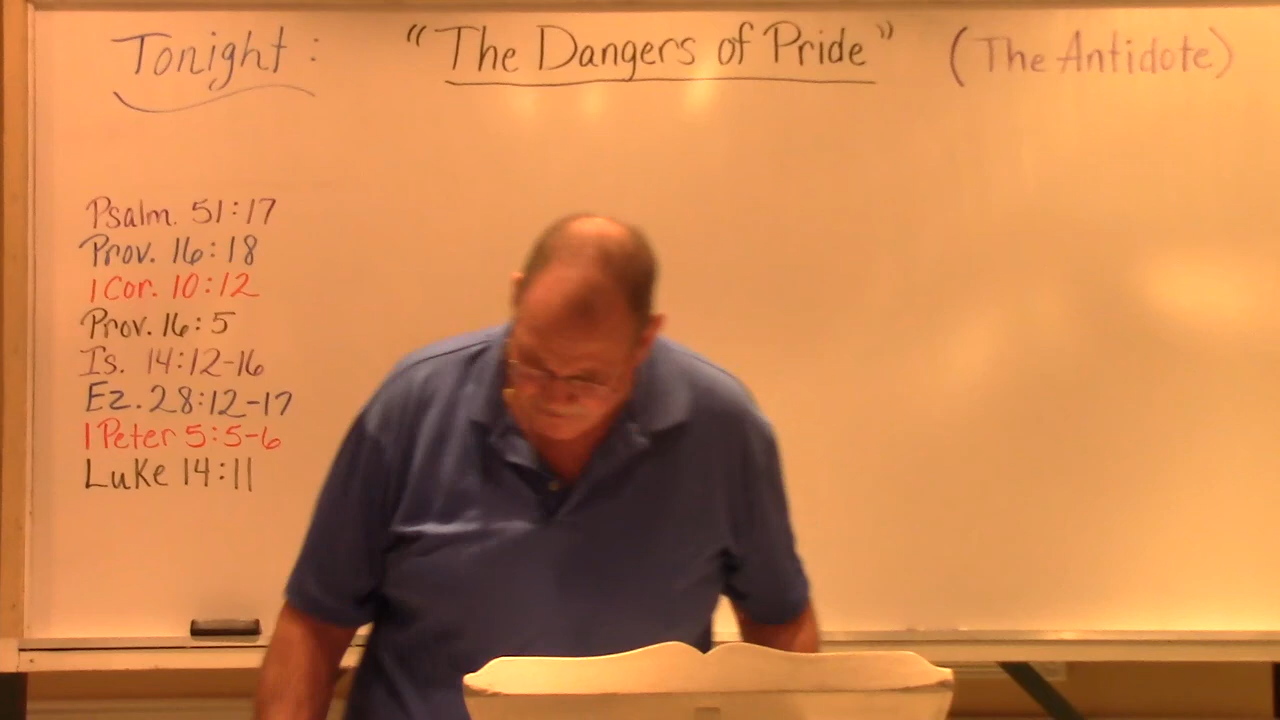 Tonight: "The Dangers of Pride" (The Antidote)
Psalm. 51:17
Prov. 16:18
1 Cor. 10:12
Prov. 16:5
Is. 14:12-16
Ez. 28:12-17
1 Peter 5:5-6
Luke 14:11